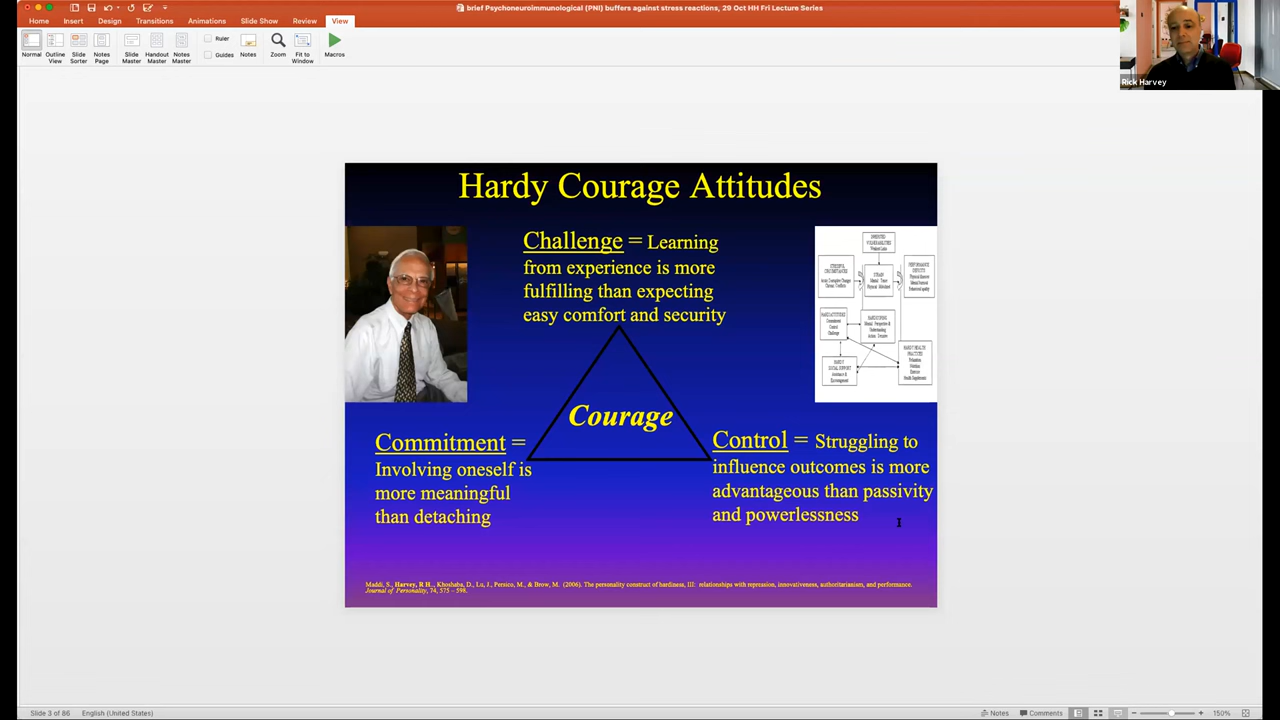 brief Psychoneuroimmunological (PNI) buffers against stress reactions, 29 Oct HH Fri Lecture Series
Home Insert Design Transitions Animations Slide Show Review View
Normal
Outline View
Slide Sorter
Notes Page
Slide Master
Handout Master
Notes Master
Ruler
Guides
Notes
Zoom
Fit to Window
Macros
Rick Harvey
Hardy Courage Attitudes
Challenge = Learning
from experience is more
fulfilling than expecting
easy comfort and security
Courage
Commitment =
Involving oneself is
more meaningful
than detaching
Control = Struggling to
influence outcomes is more
advantageous than passivity
and powerlessness
STRAIN
Maddi, S., Harvey, R H., Khoshaba, D., Lu, J., Persico, M., & Brow, M. (2006). The personality construct of hardiness, III: relationships with repression, innovativeness, authoritarianism, and performance.
Journal of Personality, 74, 575 – 598.
Slide 3 of 86 English (United States)
Notes Comments 150%